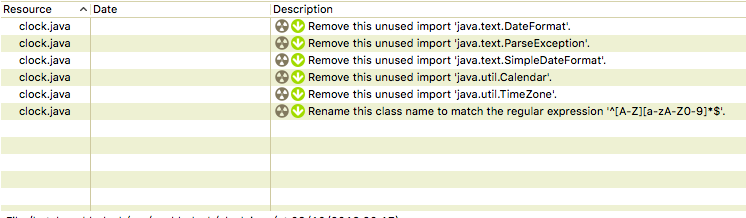 Resource Date Description
clock.java Remove this unused import 'java.text.DateFormat'.
clock.java Remove this unused import 'java.text.ParseException'.
clock.java Remove this unused import 'java.text.SimpleDateFormat'.
clock.java Remove this unused import 'java.util.Calendar'.
clock.java Remove this unused import 'java.util.TimeZone'.
clock.java Rename this class name to match the regular expression '^[A-Z][a-zA-Z0-9]*$'.